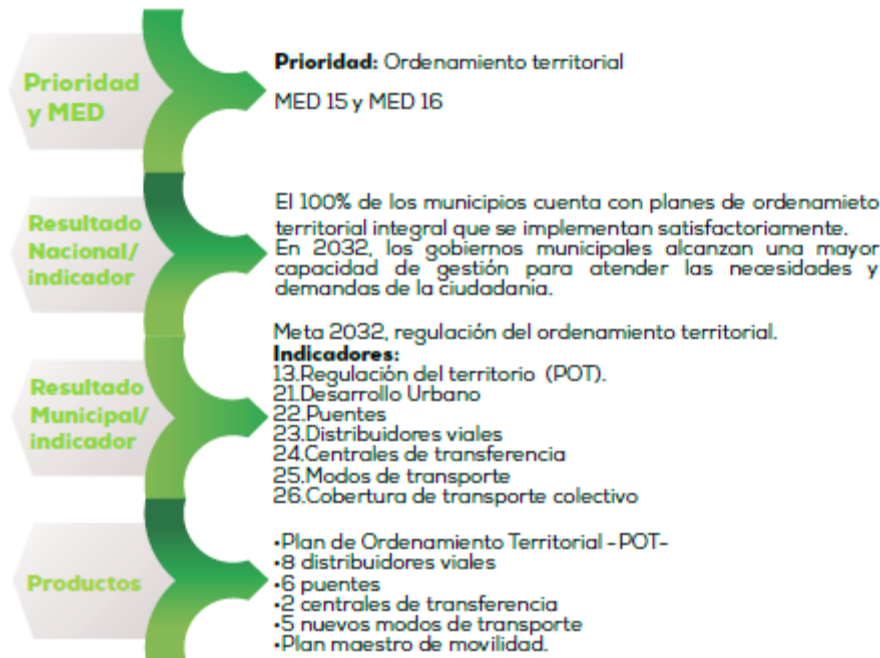 Prioridad
y MED
Prioridad: Ordenamiento territorial
MED 15 y MED 16
Resultado
Nacional/
indicador
El 100% de los municipios cuenta con planes de ordenamieto
territorial integral que se implementan satisfactoriamente.
En 2032, los gobiernos municipales alcanzan una mayor
capacidad de gestión para atender las necesidades y
demandas de la ciudadanía.
Resultado
Municipal/
indicador
Meta 2032, regulación del ordenamiento territorial.
Indicadores:
13.Regulación del territorio (POT).
21.Desarrollo Urbano
22.Puentes
23.Distribuidores viales
24.Centrales de transferencia
25.Modos de transporte
26.Cobertura de transporte colectivo
Productos
•Plan de Ordenamiento Territorial -POT-
•8 distribuidores viales
•6 puentes
•2 centrales de transferencia
•5 nuevos modos de transporte
•Plan maestro de movilidad.